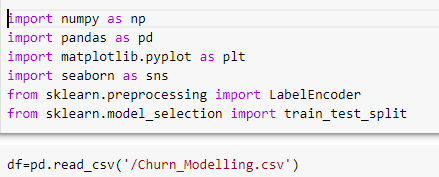 import numpy as np
import pandas as pd
import matplotlib.pyplot as plt
import seaborn as sns
from sklearn.preprocessing import LabelEncoder
from sklearn.model_selection import train_test_split
df=pd.read_csv('/Churn_Modelling.csv')